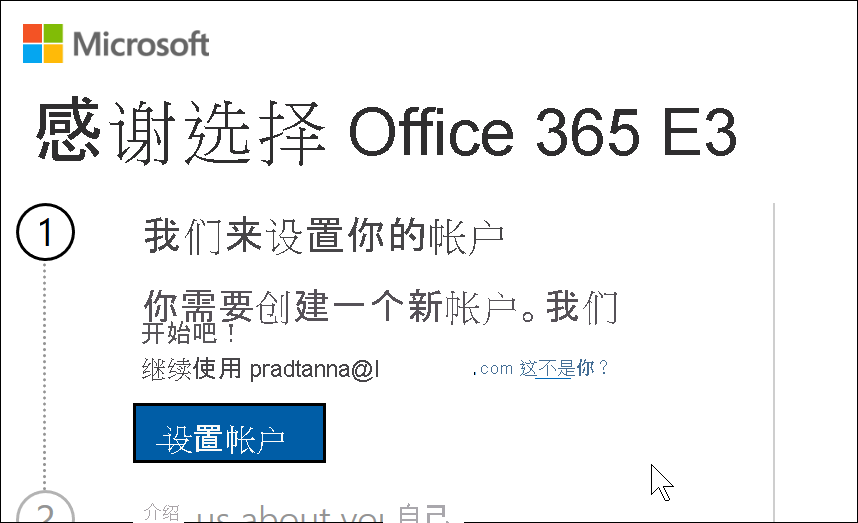 Microsoft
感谢选择 Office 365 E3
1
我们来设置你的帐户
你需要创建一个新帐户。我们
开始吧！
继续使用 pradtanna@l .com 这不是你？
设置帐户
2
介绍 us about you 自己